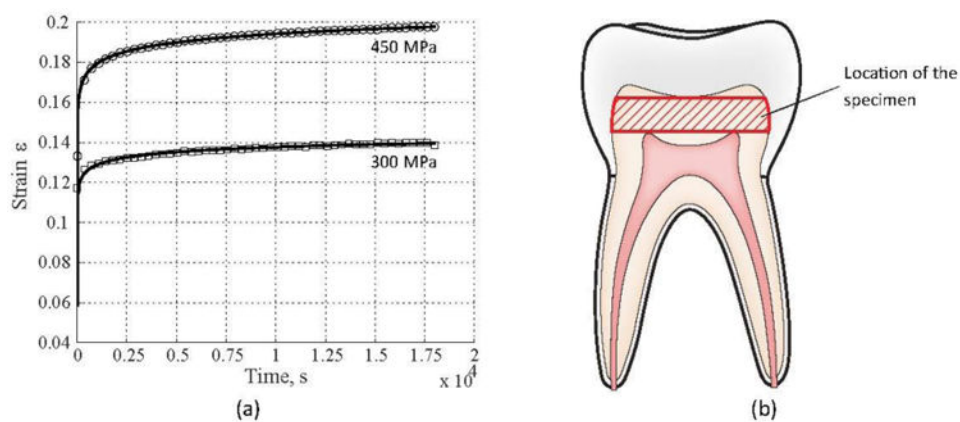 0.2
0.18
0.16
0.14
0.12
0.1
0.08
0.06
0.04
Strain ε
450 MPa
300 MPa
0 0.25 0.5 0.75 1 1.25 1.5 1.75 2
Time, s
x 10⁴
(a)
Location of the
specimen
(b)